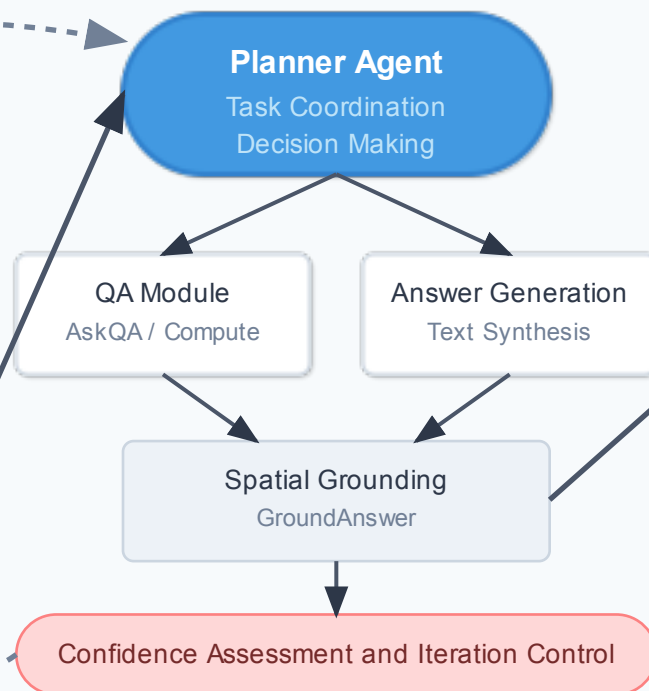 Planner Agent
Task Coordination
Decision Making
QA Module
AskQA / Compute
Answer Generation
Text Synthesis
Spatial Grounding
GroundAnswer
Confidence Assessment and Iteration Control